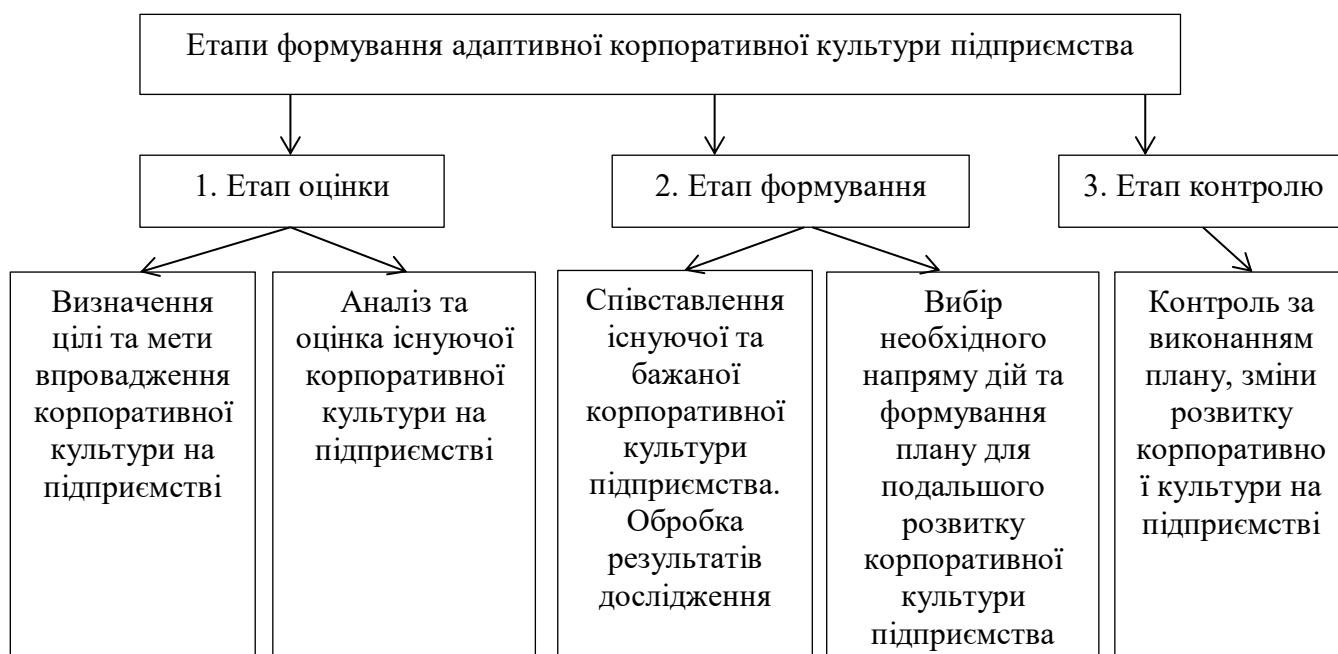 Етапи формування адаптивної корпоративної культури підприємства
1. Етап оцінки
2. Етап формування
3. Етап контролю
Визначення
цілі та мети
впровадження
корпоративної
культури на
підприємстві
Аналіз та
оцінка існуючої
корпоративної
культури на
підприємстві
Співставлення
існуючої та
бажаної
корпоративної
культури
підприємства.
Обробка
результатів
дослідження
Вибір
необхідного
напряму дій та
формування
плану для
подальшого
розвитку
корпоративної
культури
підприємства
Контроль за
виконанням
плану, зміни
розвитку
корпоративно
ї культури на
підприємстві